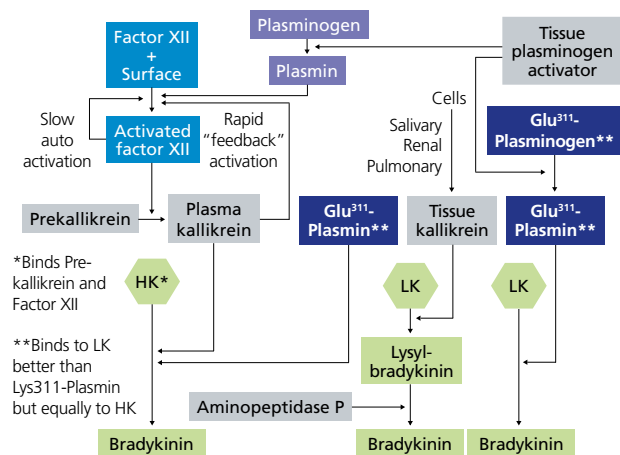 Factor XII
+
Surface
Plasminogen
Plasmin
Tissue
plasminogen
activator
Slow
auto
activation
Activated
factor XII
Rapid
“feedback”
activation
Cells
Salivary
Renal
Pulmonary
Glu³¹¹-
Plasminogen**
Prekallikrein
Plasma
kallikrein
Glu³¹¹-
Plasmin**
Tissue
kallikrein
Glu³¹¹-
Plasmin**
*Binds Pre-
kallikrein and
Factor XII
HK*
LK
LK
**Binds to LK
better than
Lys311-Plasmin
but equally to HK
Lysyl-
bradykinin
Aminopeptidase P
Bradykinin
Bradykinin
Bradykinin